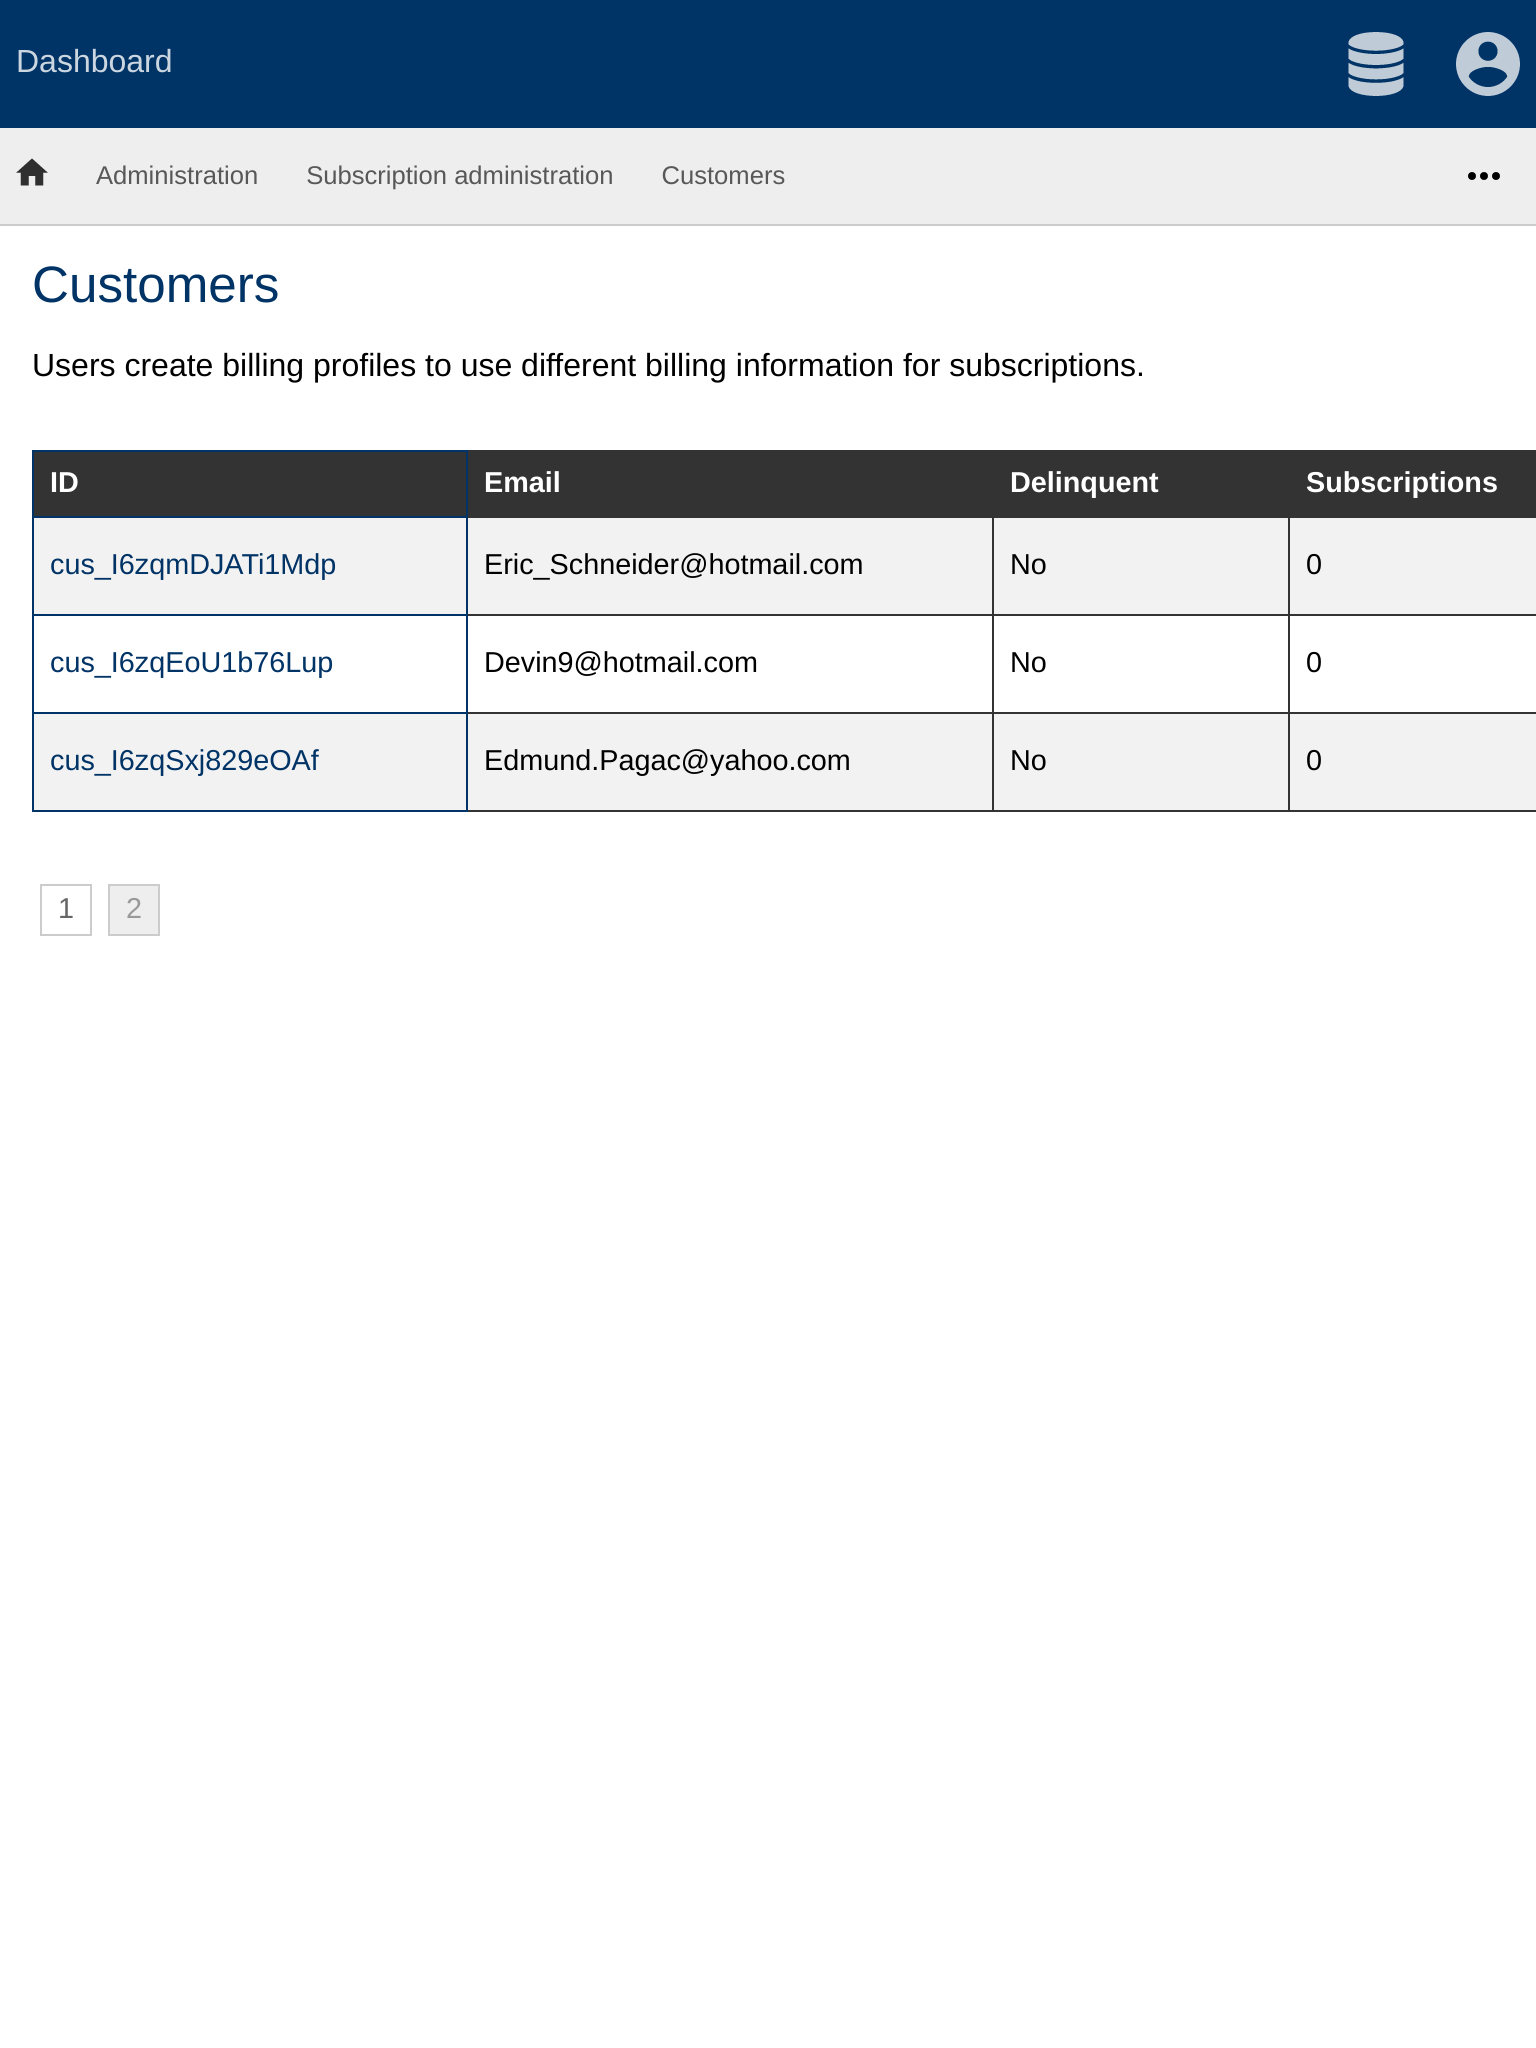 Dashboard
Administration Subscription administration Customers
Customers
Users create billing profiles to use different billing information for subscriptions.
ID Email Delinquent Subscriptions
cus_I6zqmDJATi1Mdp Eric_Schneider@hotmail.com No 0
cus_I6zqEoU1b76Lup Devin9@hotmail.com No 0
cus_I6zqSxj829eOAf Edmund.Pagac@yahoo.com No 0
1 2